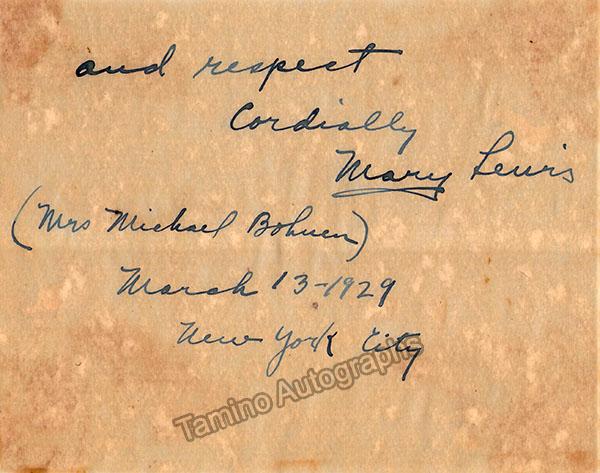 and respect
Cordially
Mary Lewis
(Mrs Michael Bohnen)
March 13-1929
New York City
Tamino Autographs